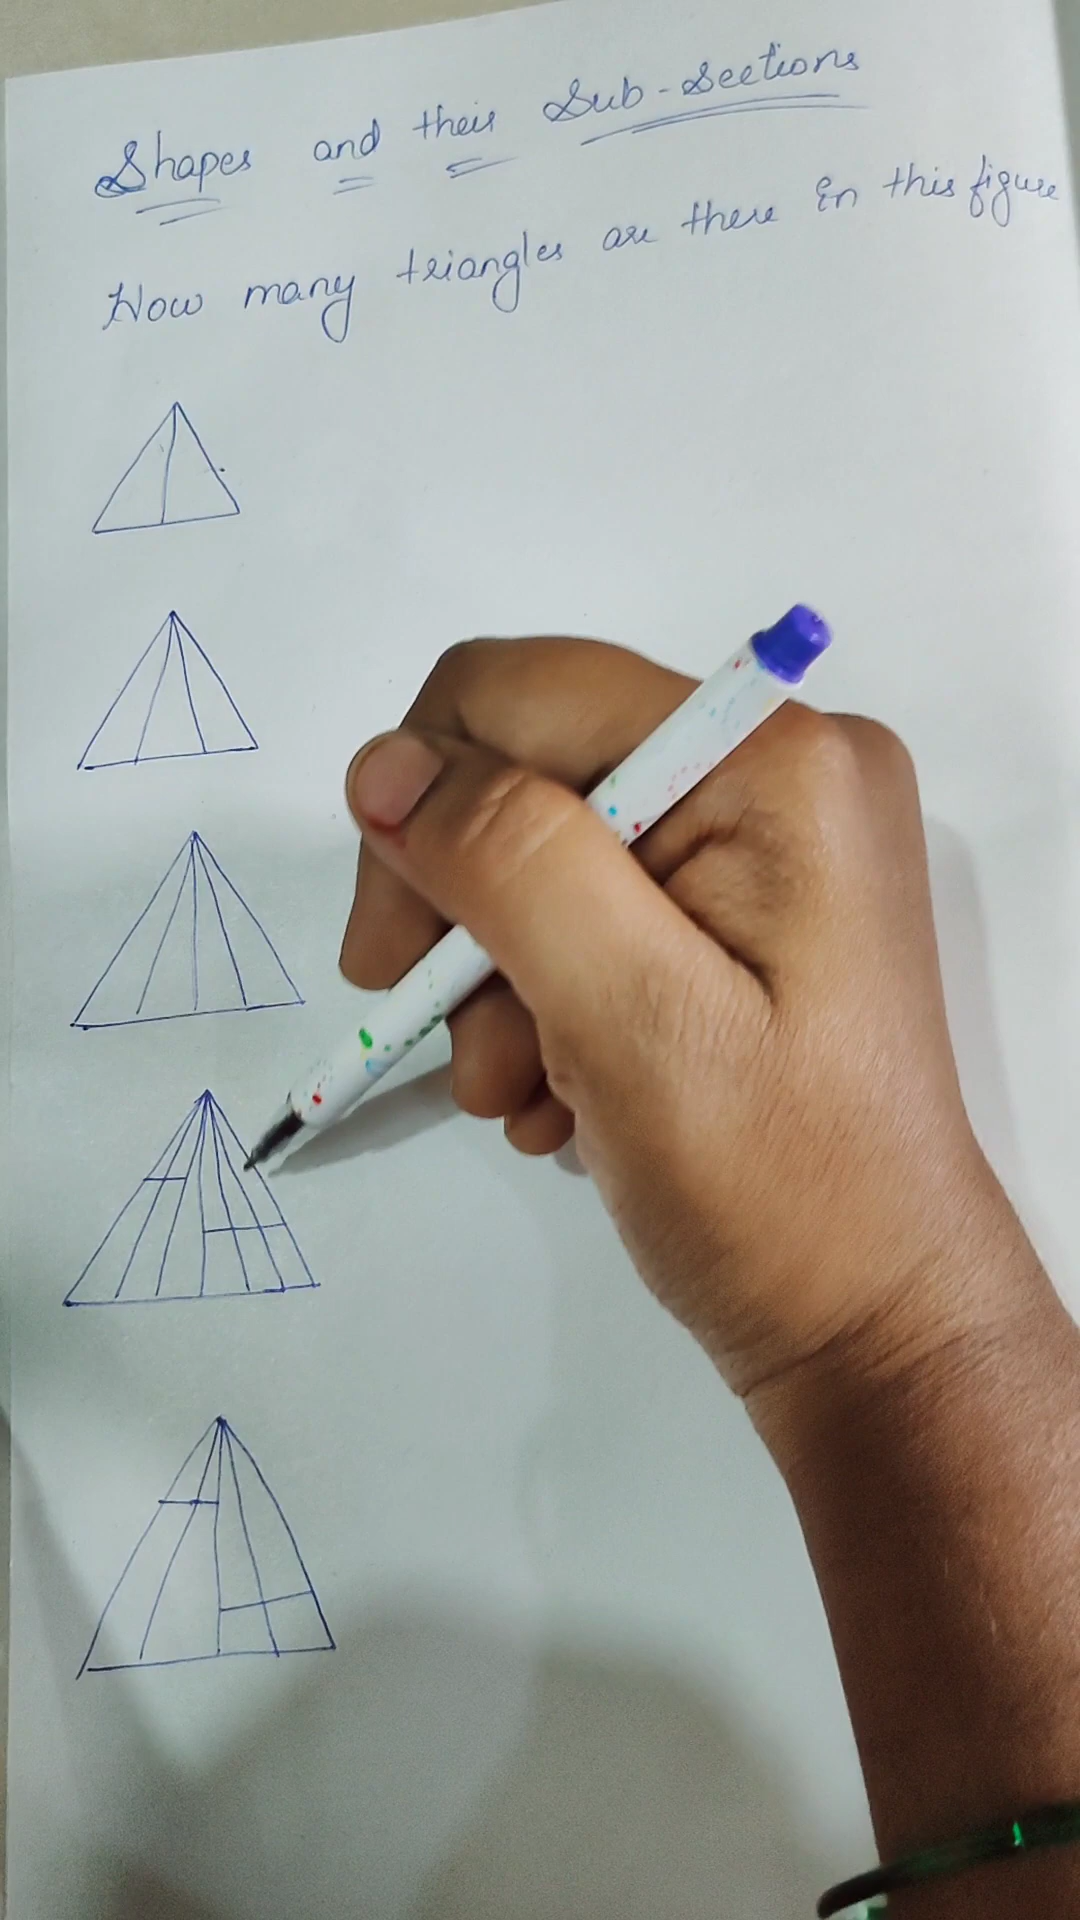 Shapes and their Sub-Sections
How many triangles are there in this figure